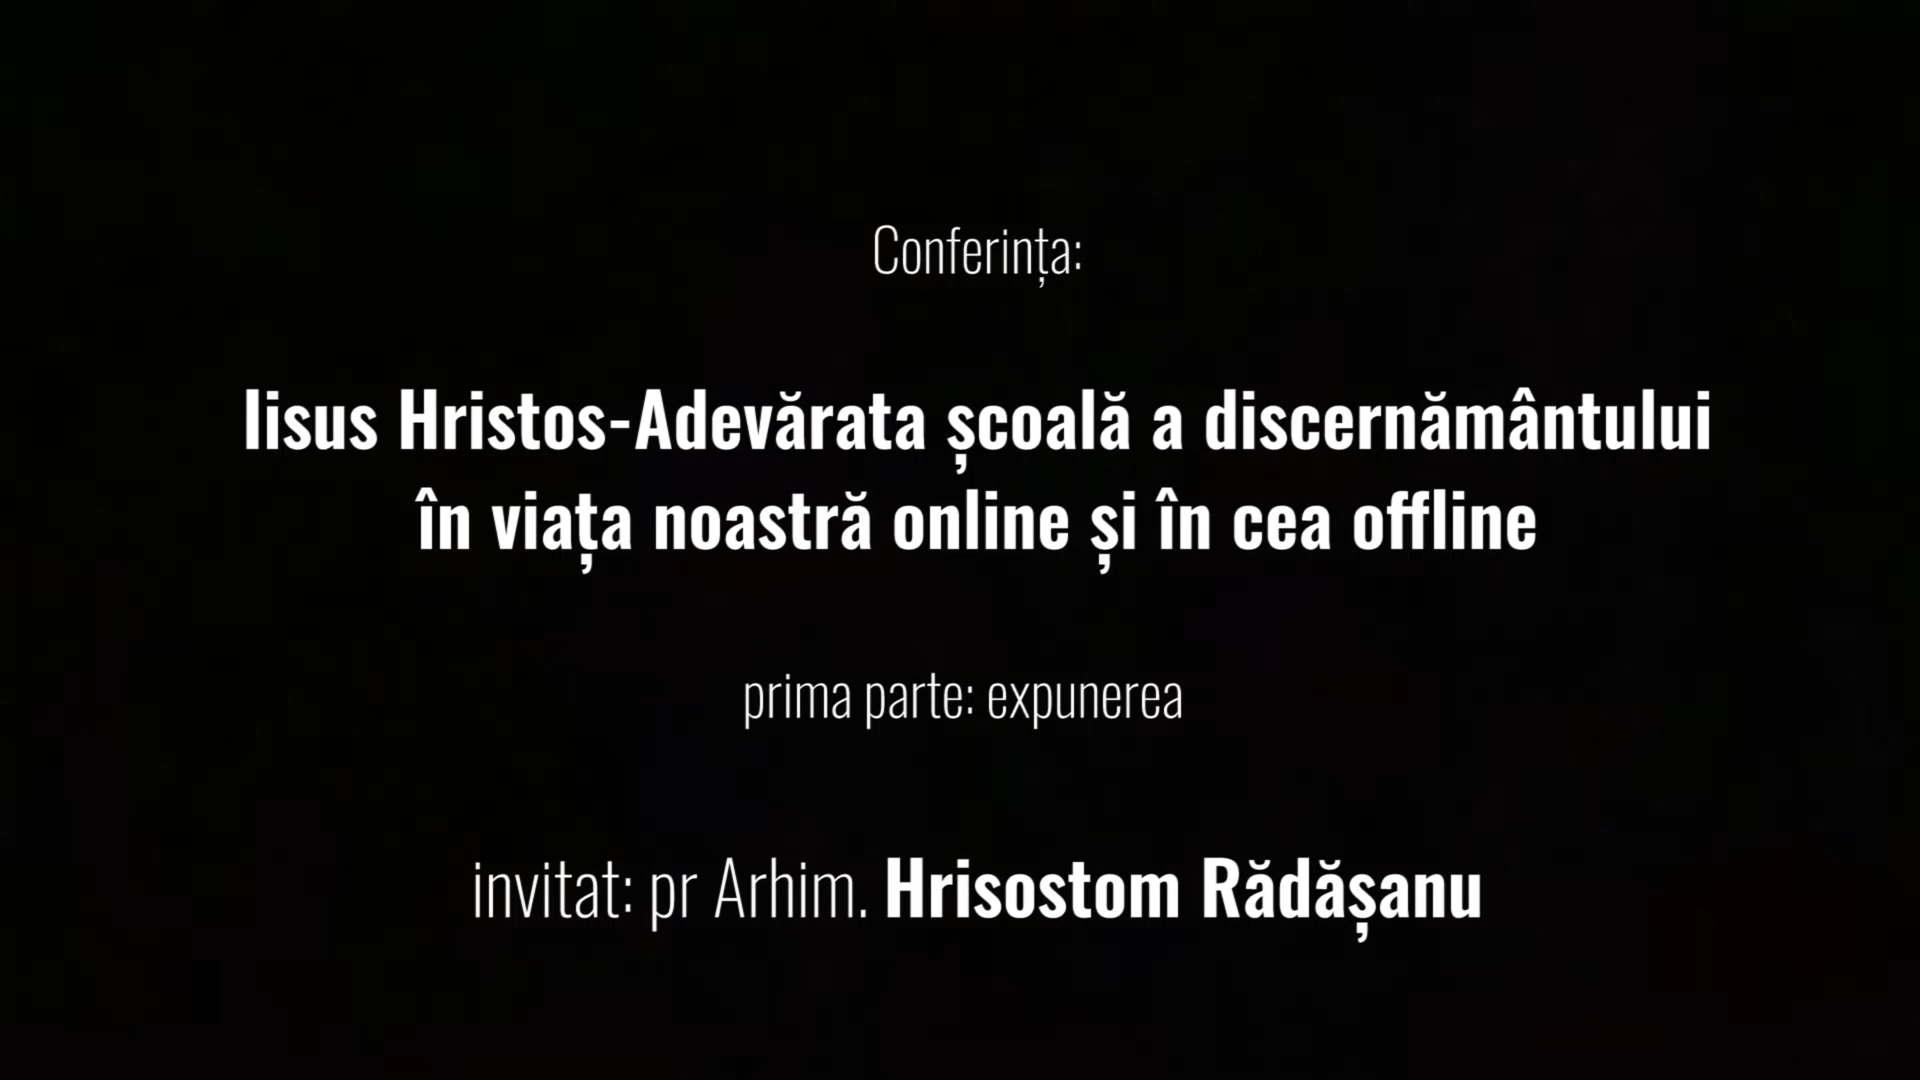 Conferința:
Iisus Hristos-Adevărata școală a discernământului
în viața noastră online și în cea offline
prima parte: expunerea
invitat: pr Arhim. Hrisostom Rădășanu